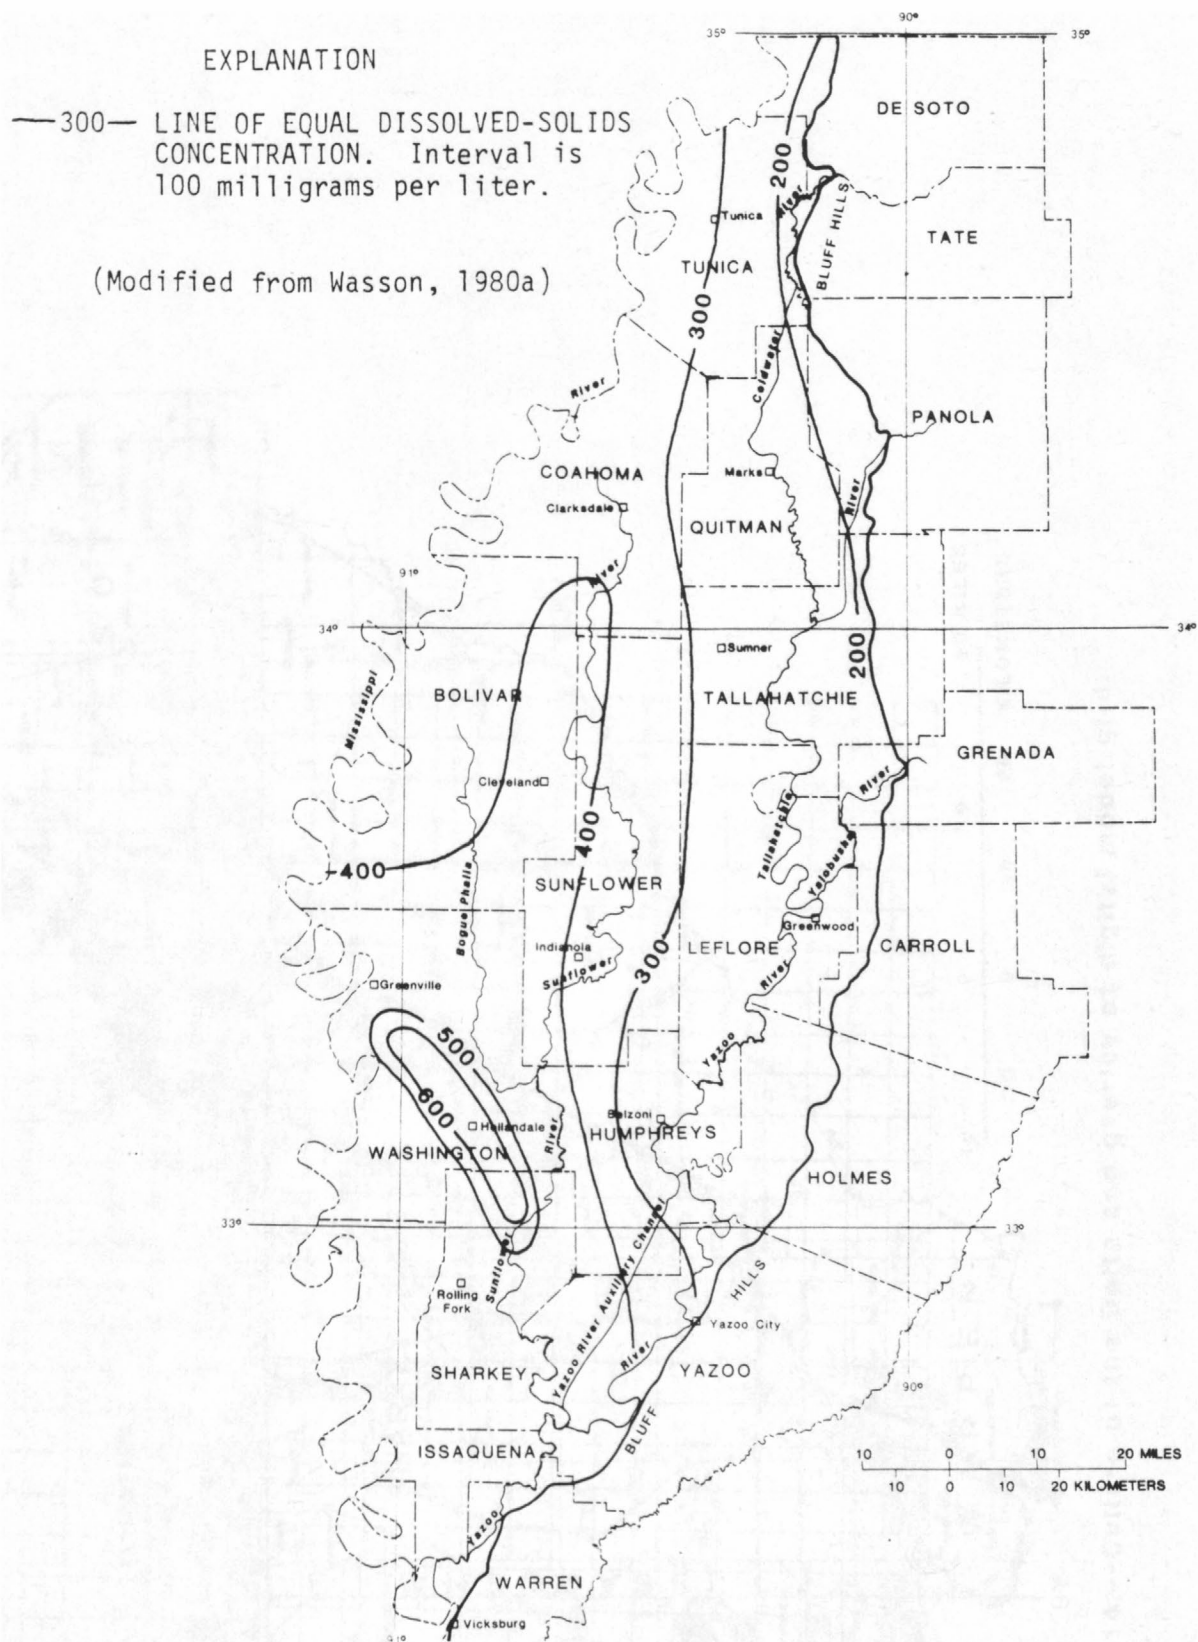 EXPLANATION
—300— LINE OF EQUAL DISSOLVED-SOLIDS
CONCENTRATION. Interval is
100 milligrams per liter.
(Modified from Wasson, 1980a)
90°
35°
35°
DE SOTO
200
River
BLUFF HILLS
Tunica
TATE
TUNICA
300
Coldwater
River
PANOLA
COAHOMA
Marks
Clarksdale
River
QUITMAN
River
91°
34°
34°
Sumner
200
Mississippi
BOLIVAR
TALLAHATCHIE
GRENADA
River
Cleveland
Tallahatchie
400
Yalobusha
400
SUNFLOWER
Bogue Phalia
Greenwood
Indianola
LEFLORE
CARROLL
300
Sunflower
River
Greenville
500
Yazoo
600
Belzoni
Hollandale
HUMPHREYS
River
WASHINGTON
HOLMES
33°
33°
Sunflower
Yazoo River Auxiliary Channel
HILLS
Rolling
Fork
Yazoo City
River
SHARKEY
YAZOO
90°
BLUFF
ISSAQUENA
10 0 10 20 MILES
10 0 10 20 KILOMETERS
Yazoo
WARREN
Vicksburg
91°